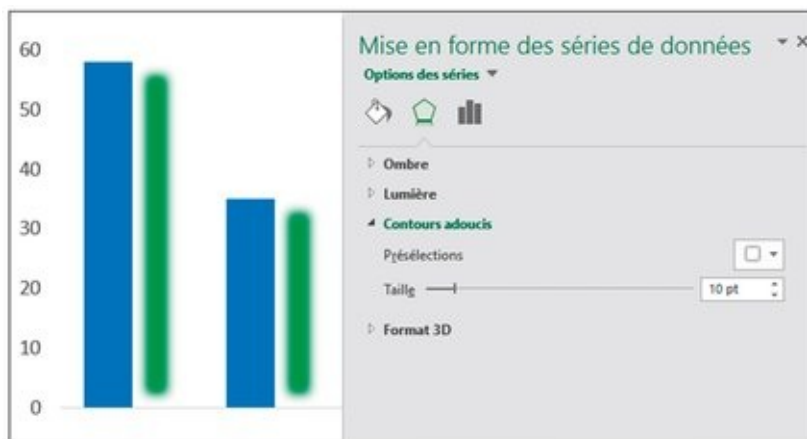 60
50
40
30
20
10
0
Mise en forme des séries de données
Options des séries
Ombre
Lumière
Contours adoucis
Présélections
Taille 10 pt
Format 3D